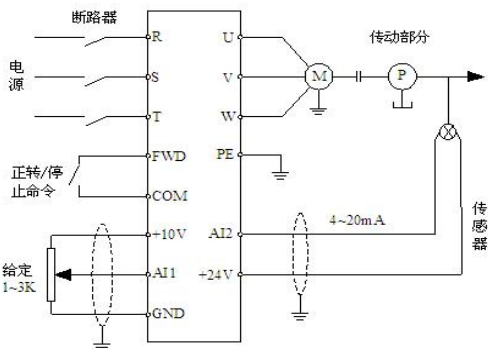 断路器
电
源
R
S
T
正转/停
止命令
FWD
COM
给定
1~3K
+10V
AI1
GND
U
V
W
PE
AI2
+24V
M
传动部分
P
4~20mA
传
感
器